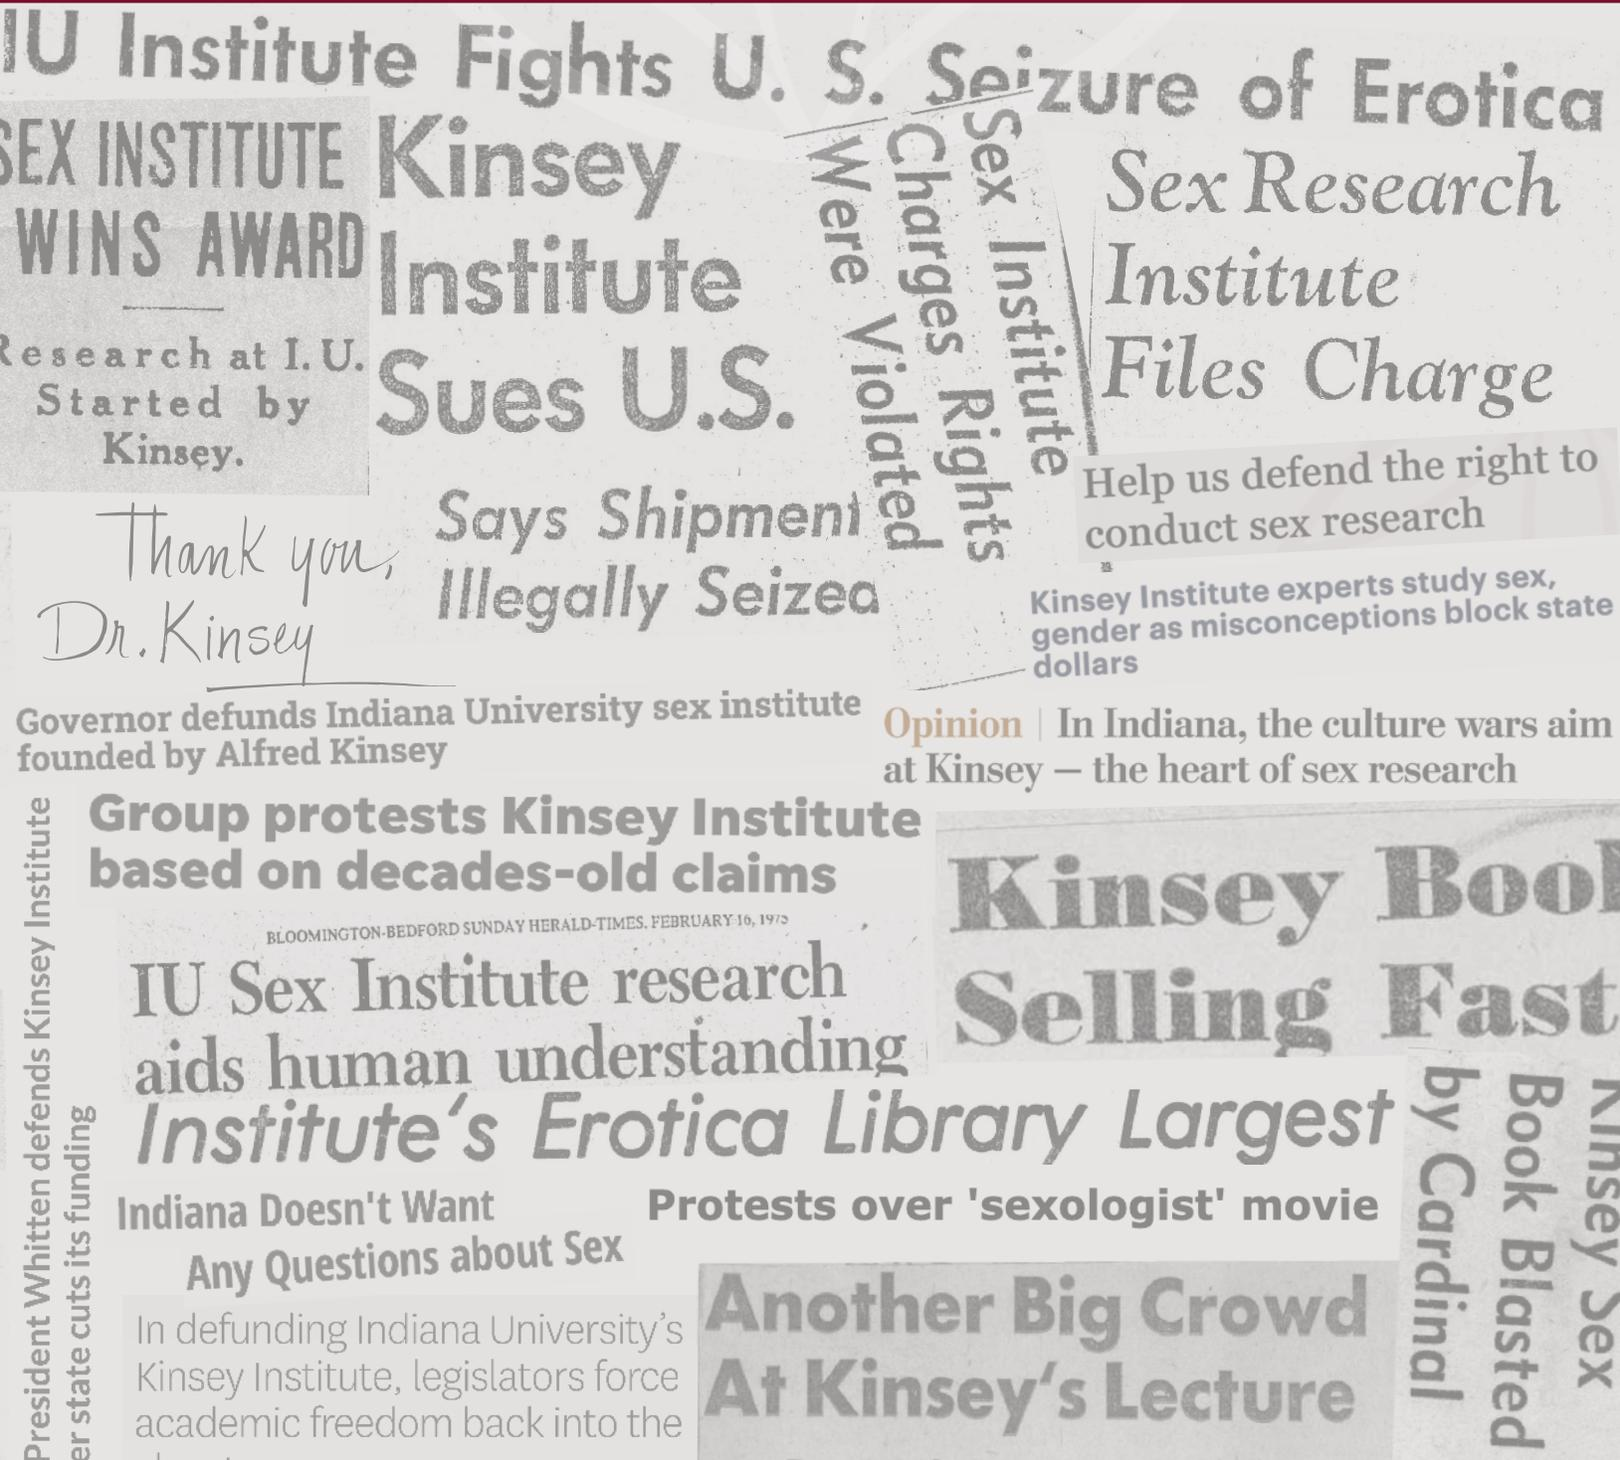 IU Institute Fights U. S. Seizure of Erotica
SEX INSTITUTE
WINS AWARD
Research at I. U.
Started by
Kinsey.
Kinsey
Institute
Sues U.S.
Says Shipment
Illegally Seized
Sex Institute
Charges Rights
Were Violated
Sex Research
Institute
Files Charge
Help us defend the right to
conduct sex research
Thank you,
Dr. Kinsey
Kinsey Institute experts study sex,
gender as misconceptions block state
dollars
Governor defunds Indiana University sex institute
founded by Alfred Kinsey
Opinion | In Indiana, the culture wars aim
at Kinsey — the heart of sex research
President Whitten defends Kinsey Institute
er state cuts its funding
Group protests Kinsey Institute
based on decades-old claims
Kinsey Book
Selling Fast
BLOOMINGTON-BEDFORD SUNDAY HERALD-TIMES, FEBRUARY 16, 1975
IU Sex Institute research
aids human understanding
Institute's Erotica Library Largest
Indiana Doesn't Want
Any Questions about Sex
Protests over 'sexologist' movie
Kinsey Sex
Book Blasted
by Cardinal
In defunding Indiana University's
Kinsey Institute, legislators force
academic freedom back into the
Another Big Crowd
At Kinsey's Lecture